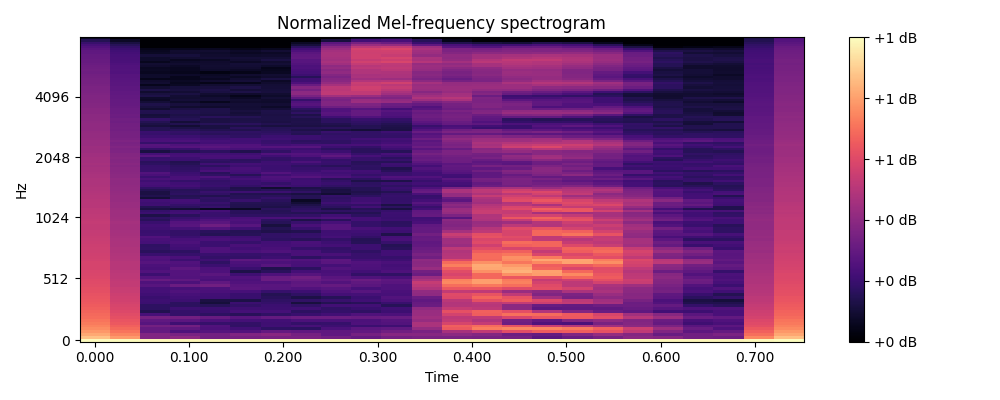 Normalized Mel-frequency spectrogram
+1 dB
+1 dB
+1 dB
+0 dB
+0 dB
+0 dB
4096
2048
1024
512
0
Hz
0.000 0.100 0.200 0.300 0.400 0.500 0.600 0.700
Time